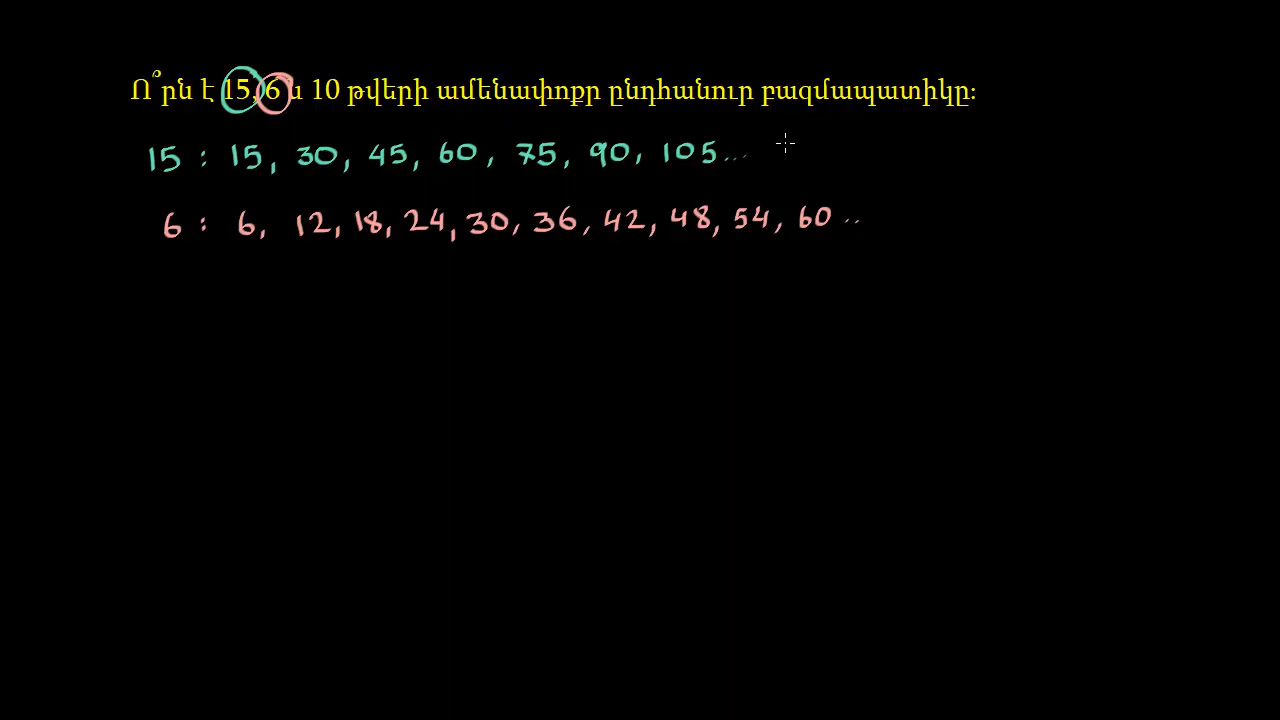 Ո՞րն է 15, 6 և 10 թվերի ամենափոքր ընդհանուր բազմապատիկը։
15 : 15, 30, 45, 60, 75, 90, 105...
6 : 6, 12, 18, 24, 30, 36, 42, 48, 54, 60 ...